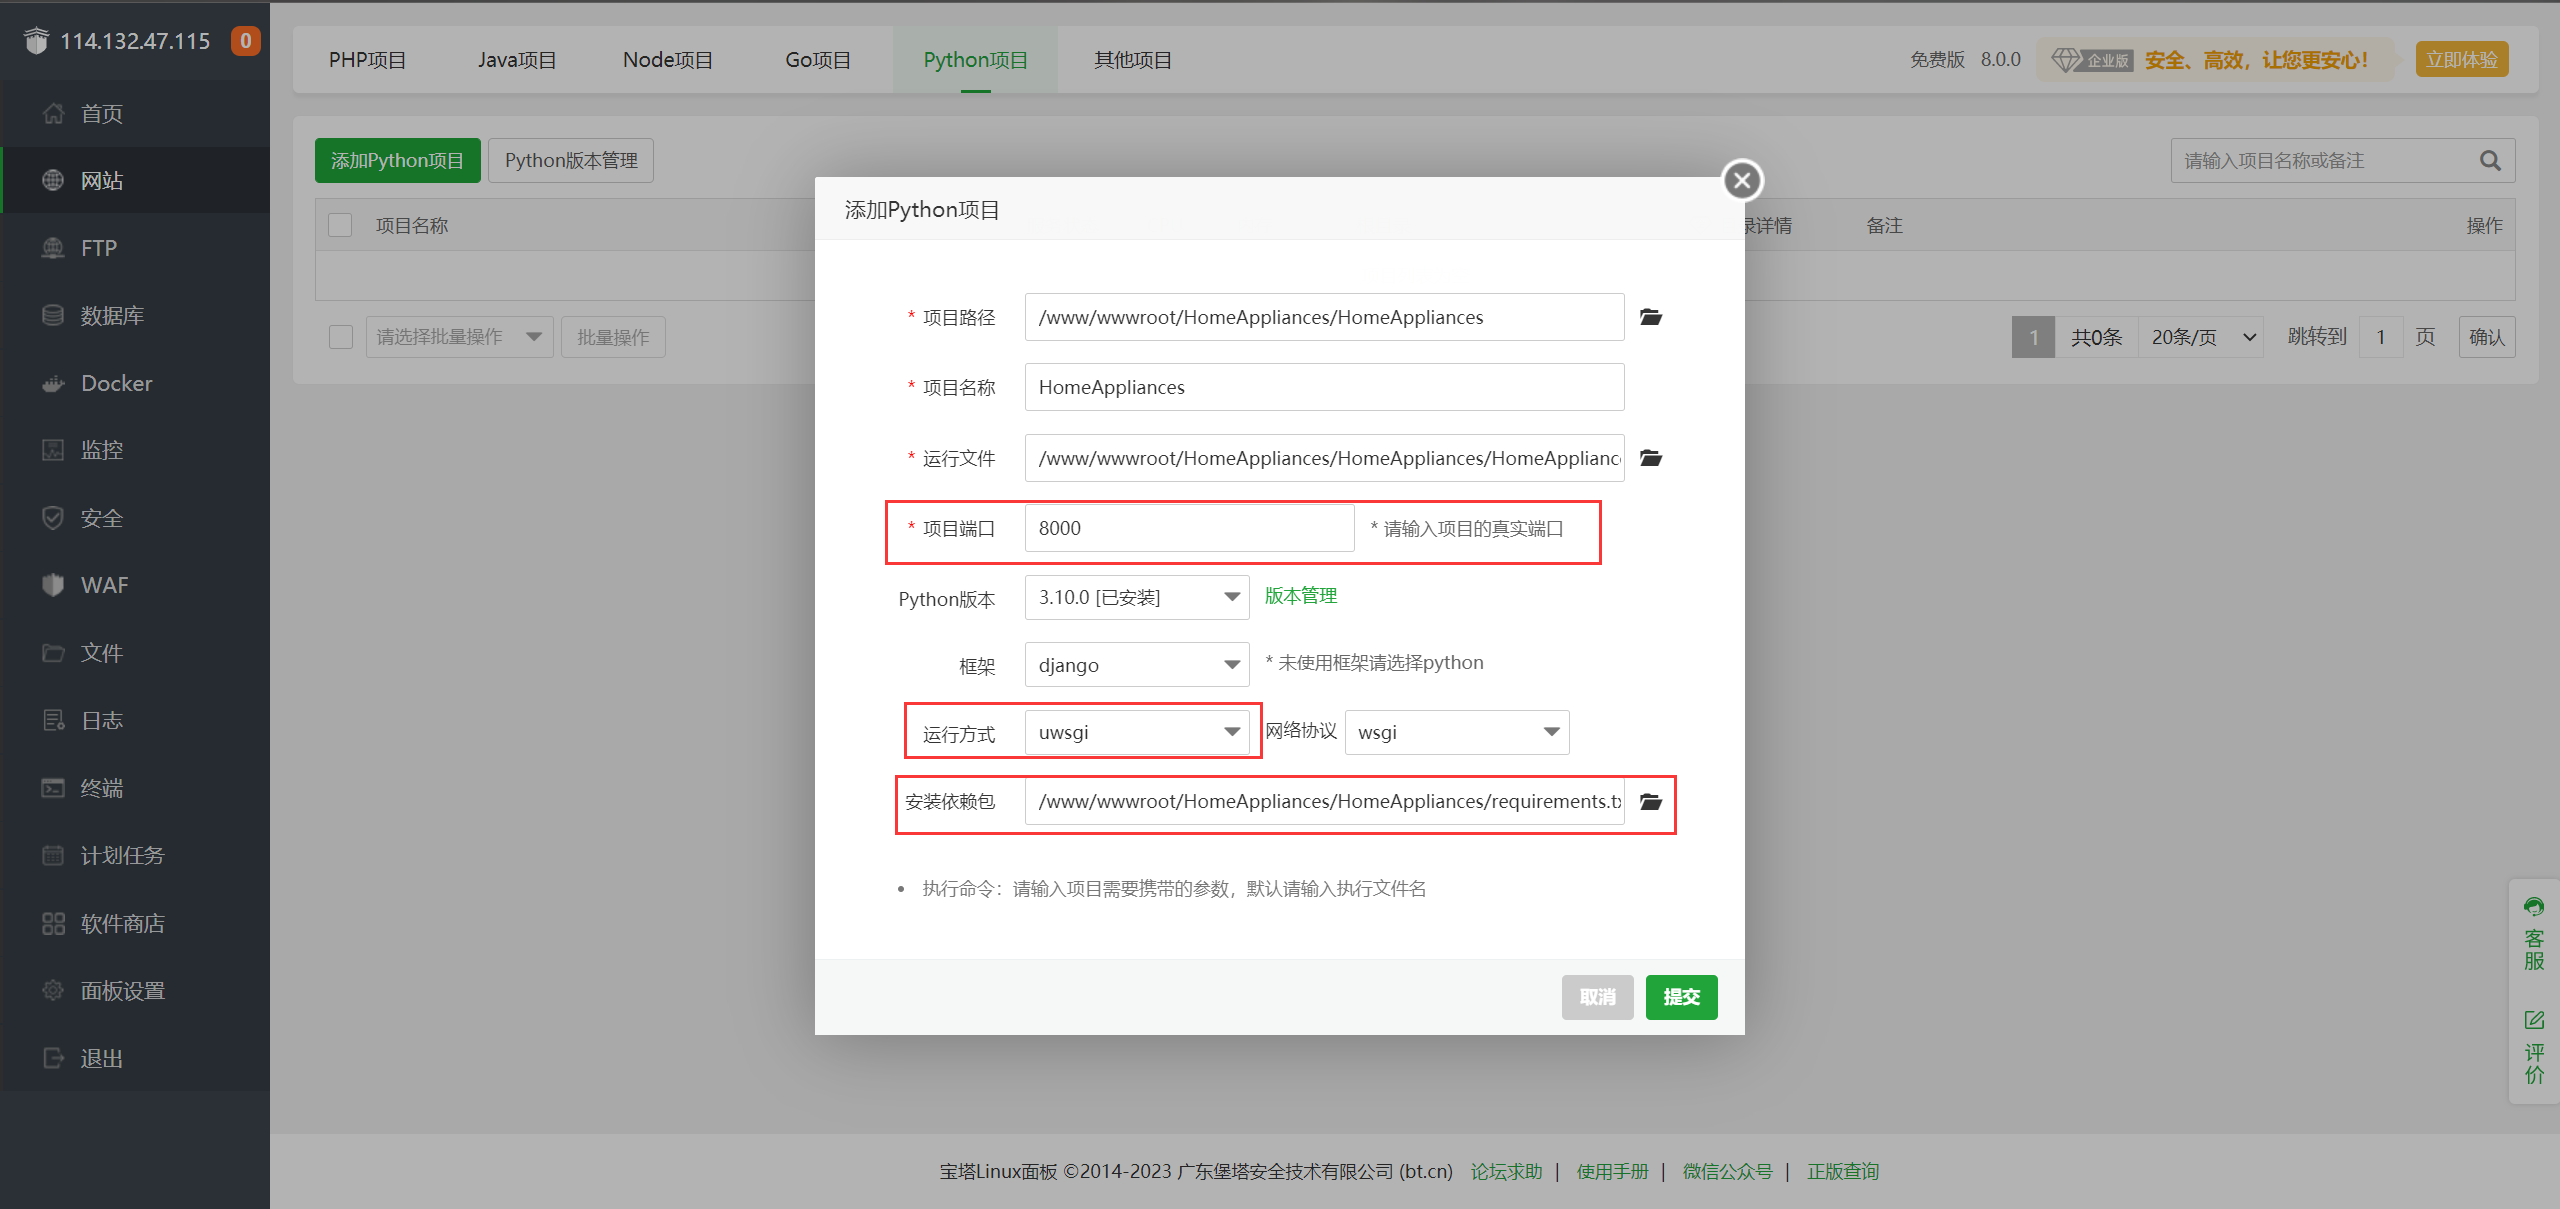 114.132.47.115 0
首页
网站
FTP
数据库
Docker
监控
安全
WAF
文件
日志
终端
计划任务
软件商店
面板设置
退出
PHP项目 Java项目 Node项目 Go项目 Python项目 其他项目
免费版 8.0.0 企业版 安全、高效，让您更安心! 立即体验
添加Python项目 Python版本管理 请输入项目名称或备注
项目名称 录详情 备注 操作
请选择批量操作 批量操作 1 共0条 20条/页 跳转到 1 页 确认
添加Python项目
* 项目路径 /www/wwwroot/HomeAppliances/HomeAppliances
* 项目名称 HomeAppliances
* 运行文件 /www/wwwroot/HomeAppliances/HomeAppliances/HomeApplianc
* 项目端口 8000 * 请输入项目的真实端口
Python版本 3.10.0 [已安装] 版本管理
框架 django * 未使用框架请选择python
运行方式 uwsgi 网络协议 wsgi
安装依赖包 /www/wwwroot/HomeAppliances/HomeAppliances/requirements.tx
• 执行命令：请输入项目需要携带的参数，默认请输入执行文件名
取消 提交
客服
评价
宝塔Linux面板 ©2014-2023 广东堡塔安全技术有限公司 (bt.cn) 论坛求助 | 使用手册 | 微信公众号 | 正版查询